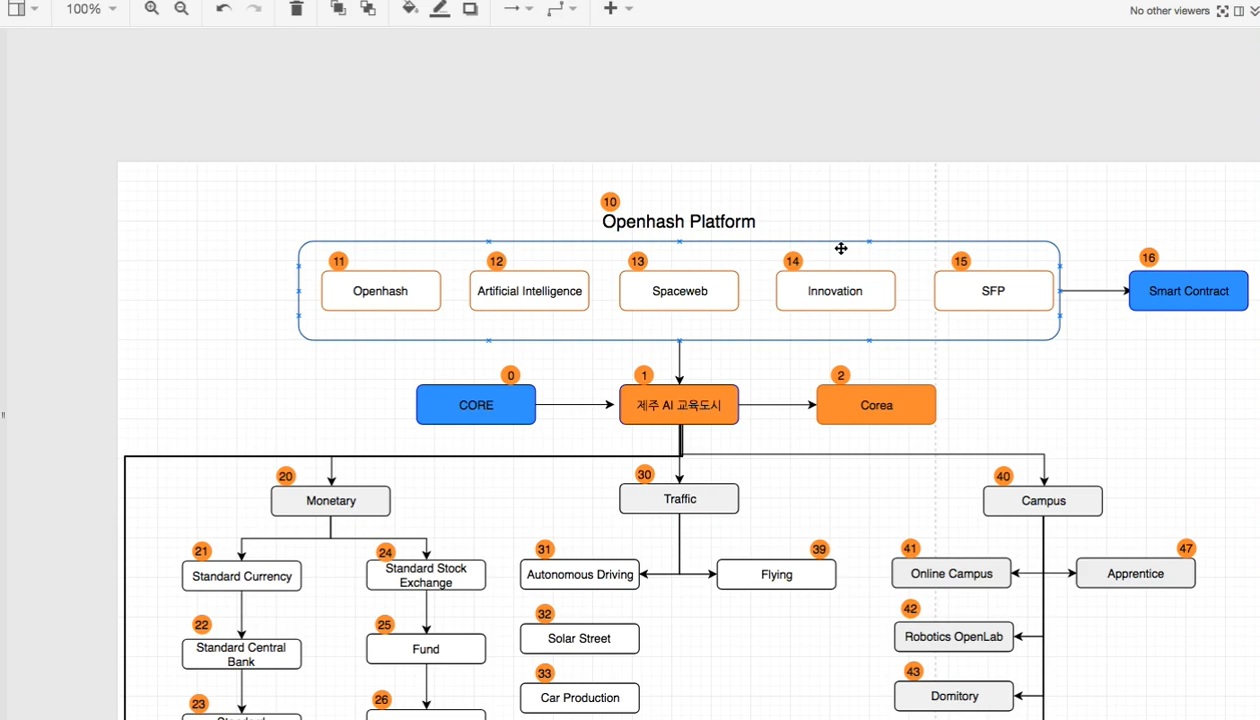 100%
No other viewers
10
Openhash Platform
11
12
13
14
15
16
Openhash
Artificial Intelligence
Spaceweb
Innovation
SFP
Smart Contract
0
1
2
CORE
제주 AI 교육도시
Corea
20
30
40
Monetary
Traffic
Campus
21
24
31
39
41
47
Standard Currency
Standard Stock
Exchange
Autonomous Driving
Flying
Online Campus
Apprentice
22
25
32
42
Standard Central
Bank
Fund
Solar Street
Robotics OpenLab
23
26
33
43
Car Production
Domitory
Standard